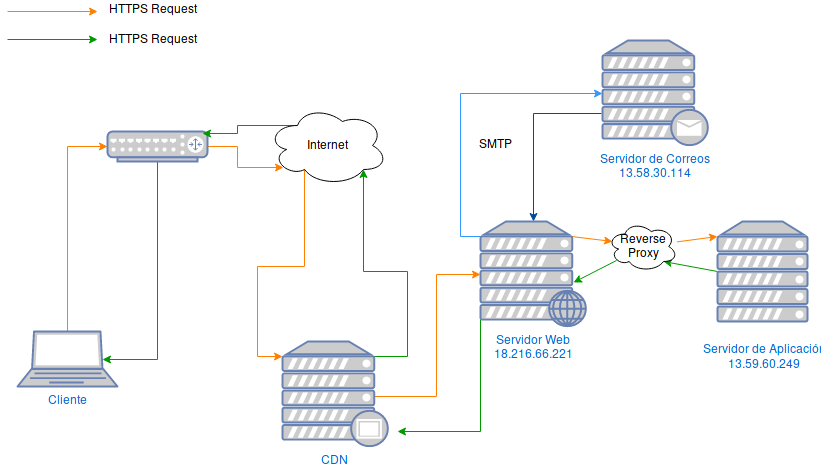 HTTPS Request
HTTPS Request
Internet
SMTP
Servidor de Correos
13.58.30.114
Reverse
Proxy
Servidor Web
18.216.66.221
Servidor de Aplicación
13.59.60.249
Cliente
CDN